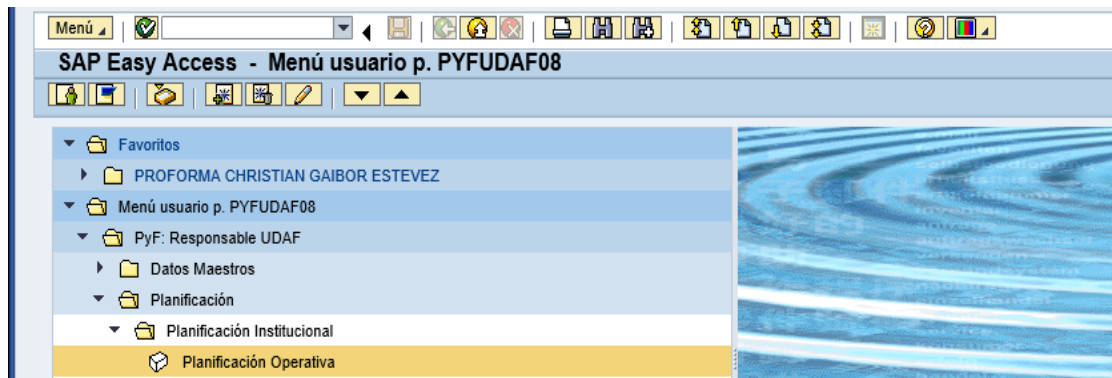 Menú
SAP Easy Access - Menú usuario p. PYFUDAF08
Favoritos
PROFORMA CHRISTIAN GAIBOR ESTEVEZ
Menú usuario p. PYFUDAF08
PyF: Responsable UDAF
Datos Maestros
Planificación
Planificación Institucional
Planificación Operativa